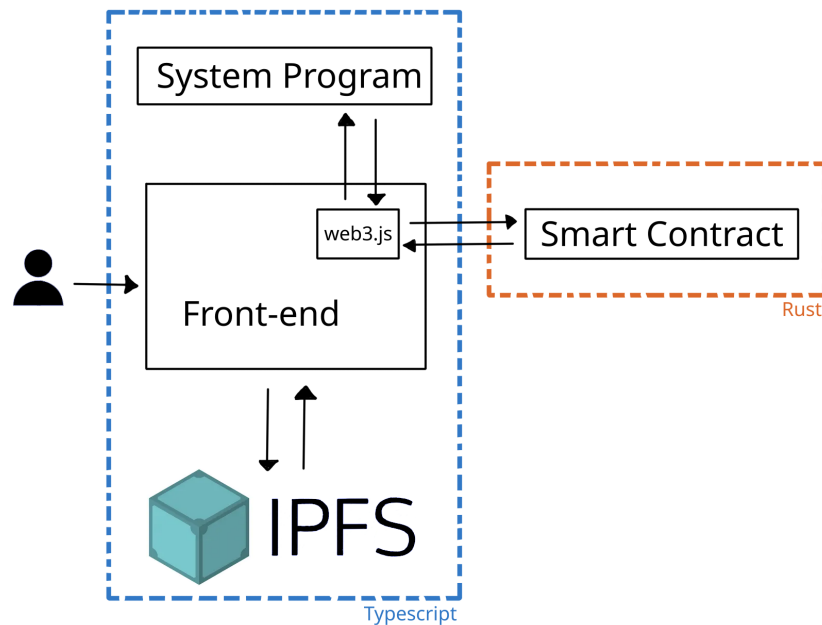 System Program
web3.js
Smart Contract
Front-end
Rust
IPFS
Typescript